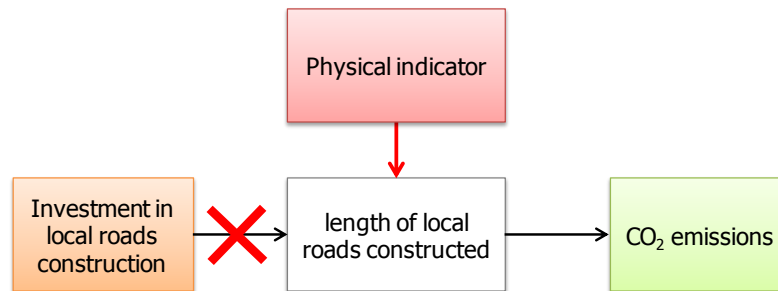 Physical indicator
Investment in
local roads
construction
length of local
roads constructed
CO₂ emissions